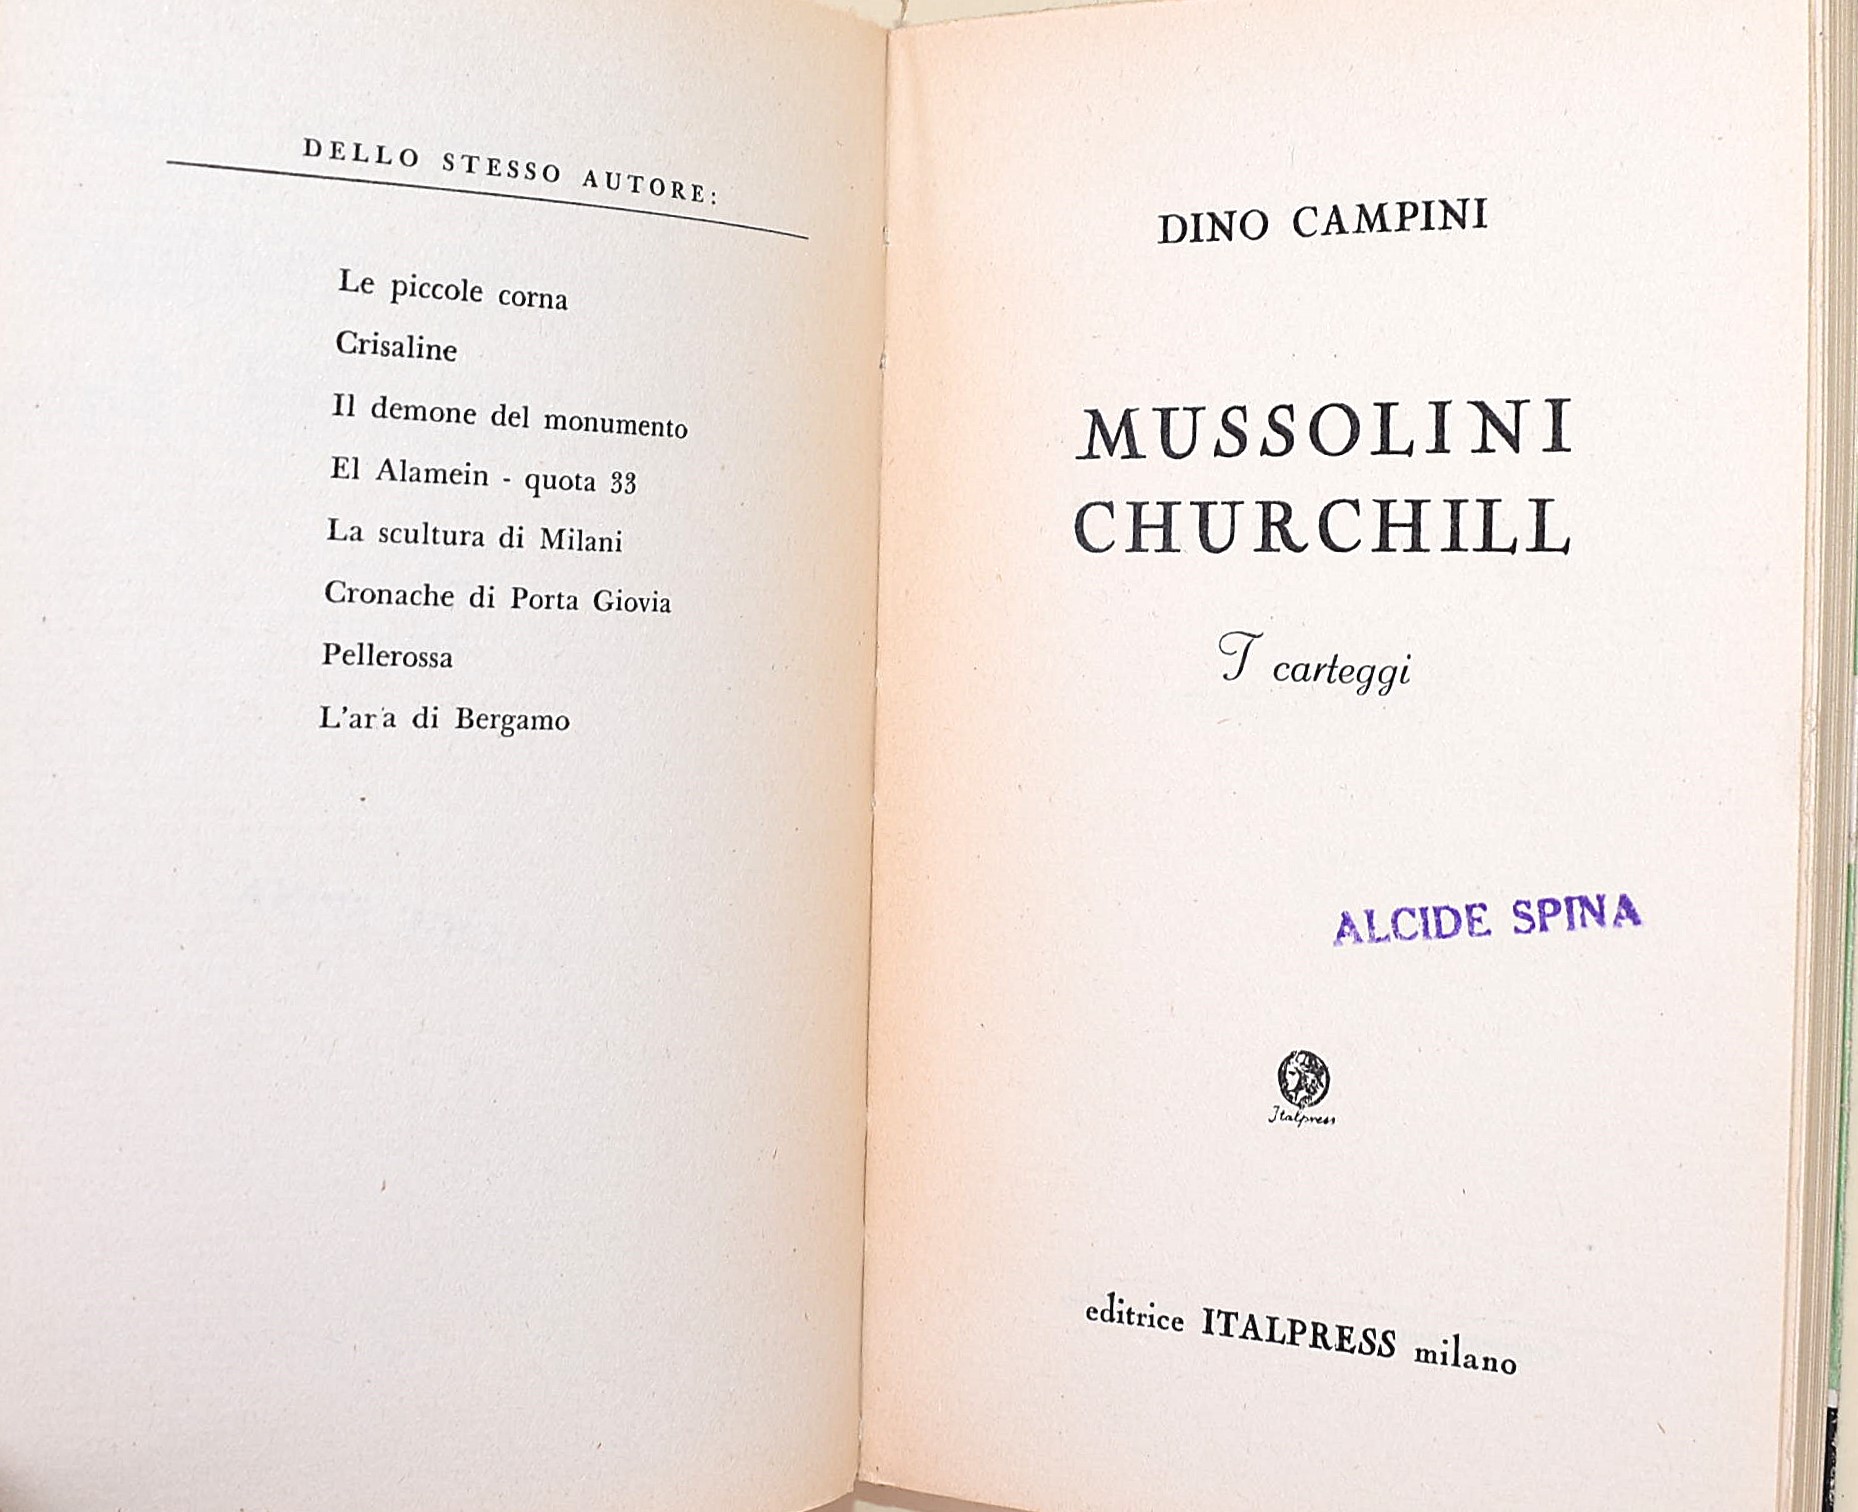 DELLO STESSO AUTORE:
Le piccole corna
Crisaline
Il demone del monumento
El Alamein - quota 33
La scultura di Milani
Cronache di Porta Giovia
Pellerossa
L'ara di Bergamo
DINO CAMPINI
MUSSOLINI
CHURCHILL
I carteggi
ALCIDE SPINA
Italpress
editrice ITALPRESS milano